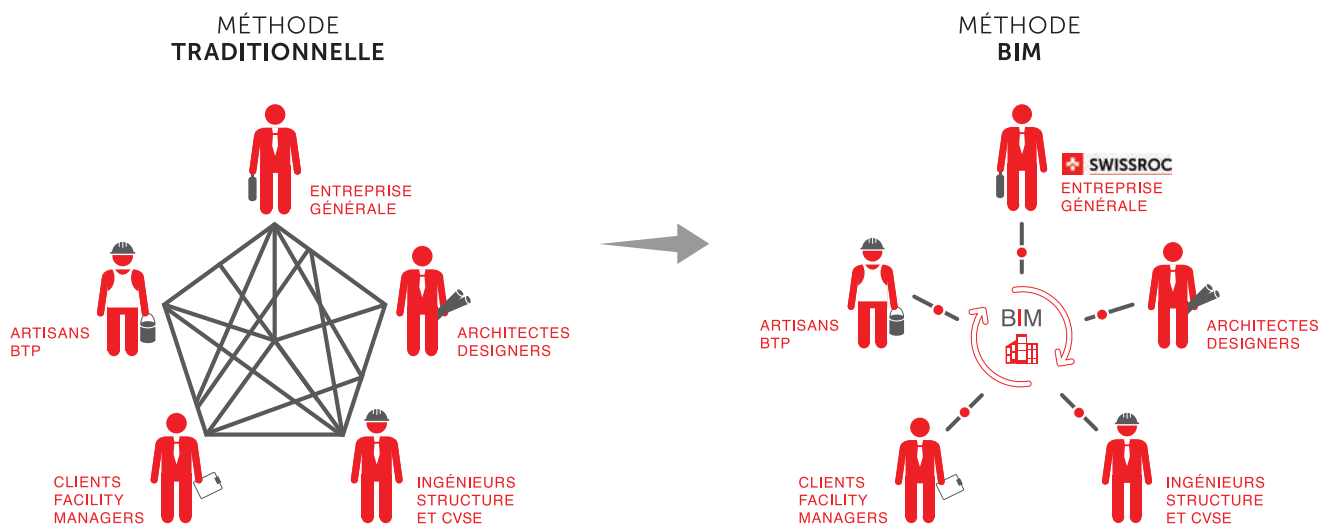 MÉTHODE
TRADITIONNELLE
ENTREPRISE
GÉNÉRALE
ARTISANS
BTP
ARCHITECTES
DESIGNERS
CLIENTS
FACILITY
MANAGERS
INGÉNIEURS
STRUCTURE
ET CVSE
MÉTHODE
BIM
SWISSROC
ENTREPRISE
GÉNÉRALE
ARTISANS
BTP
BIM
ARCHITECTES
DESIGNERS
CLIENTS
FACILITY
MANAGERS
INGÉNIEURS
STRUCTURE
ET CVSE